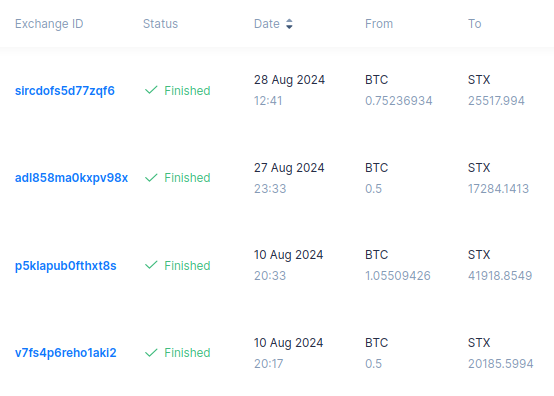 Exchange ID Status Date From To
28 Aug 2024 BTC STX
sircdofs5d77zqf6 Finished
12:41 0.75236934 25517.994
27 Aug 2024 BTC STX
adl858ma0kxpv98x Finished
23:33 0.5 17284.1413
10 Aug 2024 BTC STX
p5klapub0fthxt8s Finished
20:33 1.05509426 41918.8549
10 Aug 2024 BTC STX
v7fs4p6reho1aki2 Finished
20:17 0.5 20185.5994